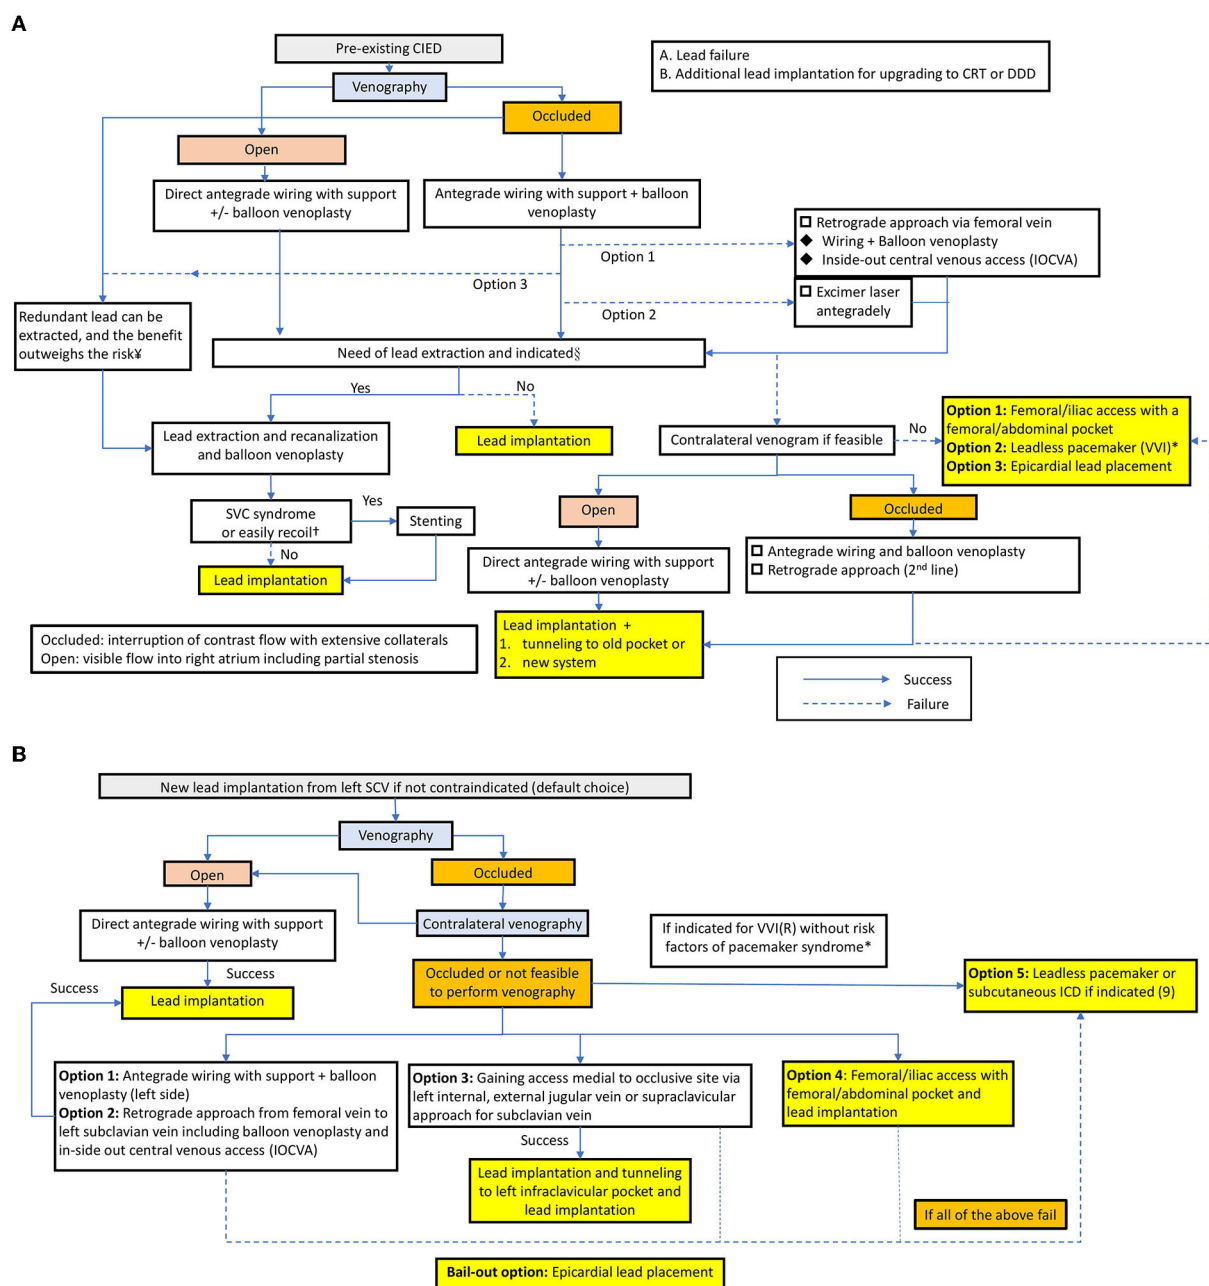 A
Pre-existing CIED
A. Lead failure
B. Additional lead implantation for upgrading to CRT or DDD
Venography
Occluded
Open
Direct antegrade wiring with support
+/- balloon venoplasty
Antegrade wiring with support + balloon
venoplasty
Retrograde approach via femoral vein
Wiring + Balloon venoplasty
Inside-out central venous access (IOCVA)
Option 1
Option 3
Excimer laser
antegradely
Option 2
Redundant lead can be
extracted, and the benefit
outweighs the risk¥
Need of lead extraction and indicated§
Yes
No
Lead extraction and recanalization
and balloon venoplasty
Lead implantation
Contralateral venogram if feasible
No
Option 1: Femoral/iliac access with a
femoral/abdominal pocket
Option 2: Leadless pacemaker (VVI)*
Option 3: Epicardial lead placement
SVC syndrome
or easily recoil†
Yes
Stenting
No
Lead implantation
Open
Occluded
Direct antegrade wiring with support
+/- balloon venoplasty
Antegrade wiring and balloon venoplasty
Retrograde approach (2nd line)
Lead implantation +
1. tunneling to old pocket or
2. new system
Occluded: interruption of contrast flow with extensive collaterals
Open: visible flow into right atrium including partial stenosis
Success
Failure
B
New lead implantation from left SCV if not contraindicated (default choice)
Venography
Open
Occluded
Direct antegrade wiring with support
+/- balloon venoplasty
Contralateral venography
If indicated for VVI(R) without risk
factors of pacemaker syndrome*
Success
Success
Lead implantation
Occluded or not feasible
to perform venography
Option 5: Leadless pacemaker or
subcutaneous ICD if indicated (9)
Option 1: Antegrade wiring with support + balloon
venoplasty (left side)
Option 2: Retrograde approach from femoral vein to
left subclavian vein including balloon venoplasty and
in-side out central venous access (IOCVA)
Option 3: Gaining access medial to occlusive site via
left internal, external jugular vein or supraclavicular
approach for subclavian vein
Option 4: Femoral/iliac access with
femoral/abdominal pocket and
lead implantation
Success
Lead implantation and tunneling
to left infraclavicular pocket and
lead implantation
If all of the above fail
Bail-out option: Epicardial lead placement